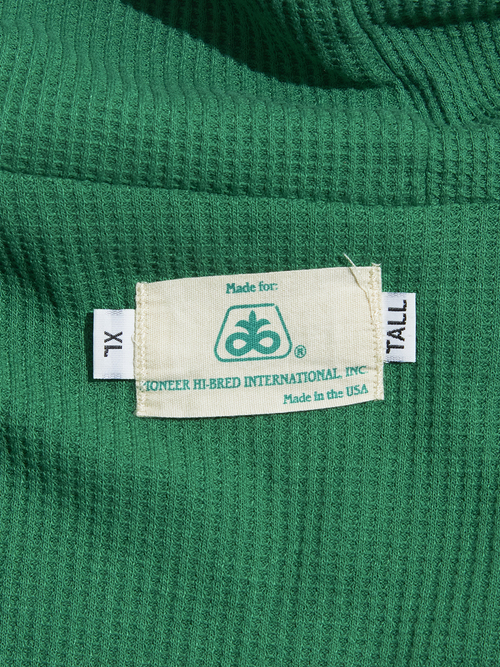 Made for:
®
XL
TALL
IONEER HI-BRED INTERNATIONAL, INC
Made in the USA